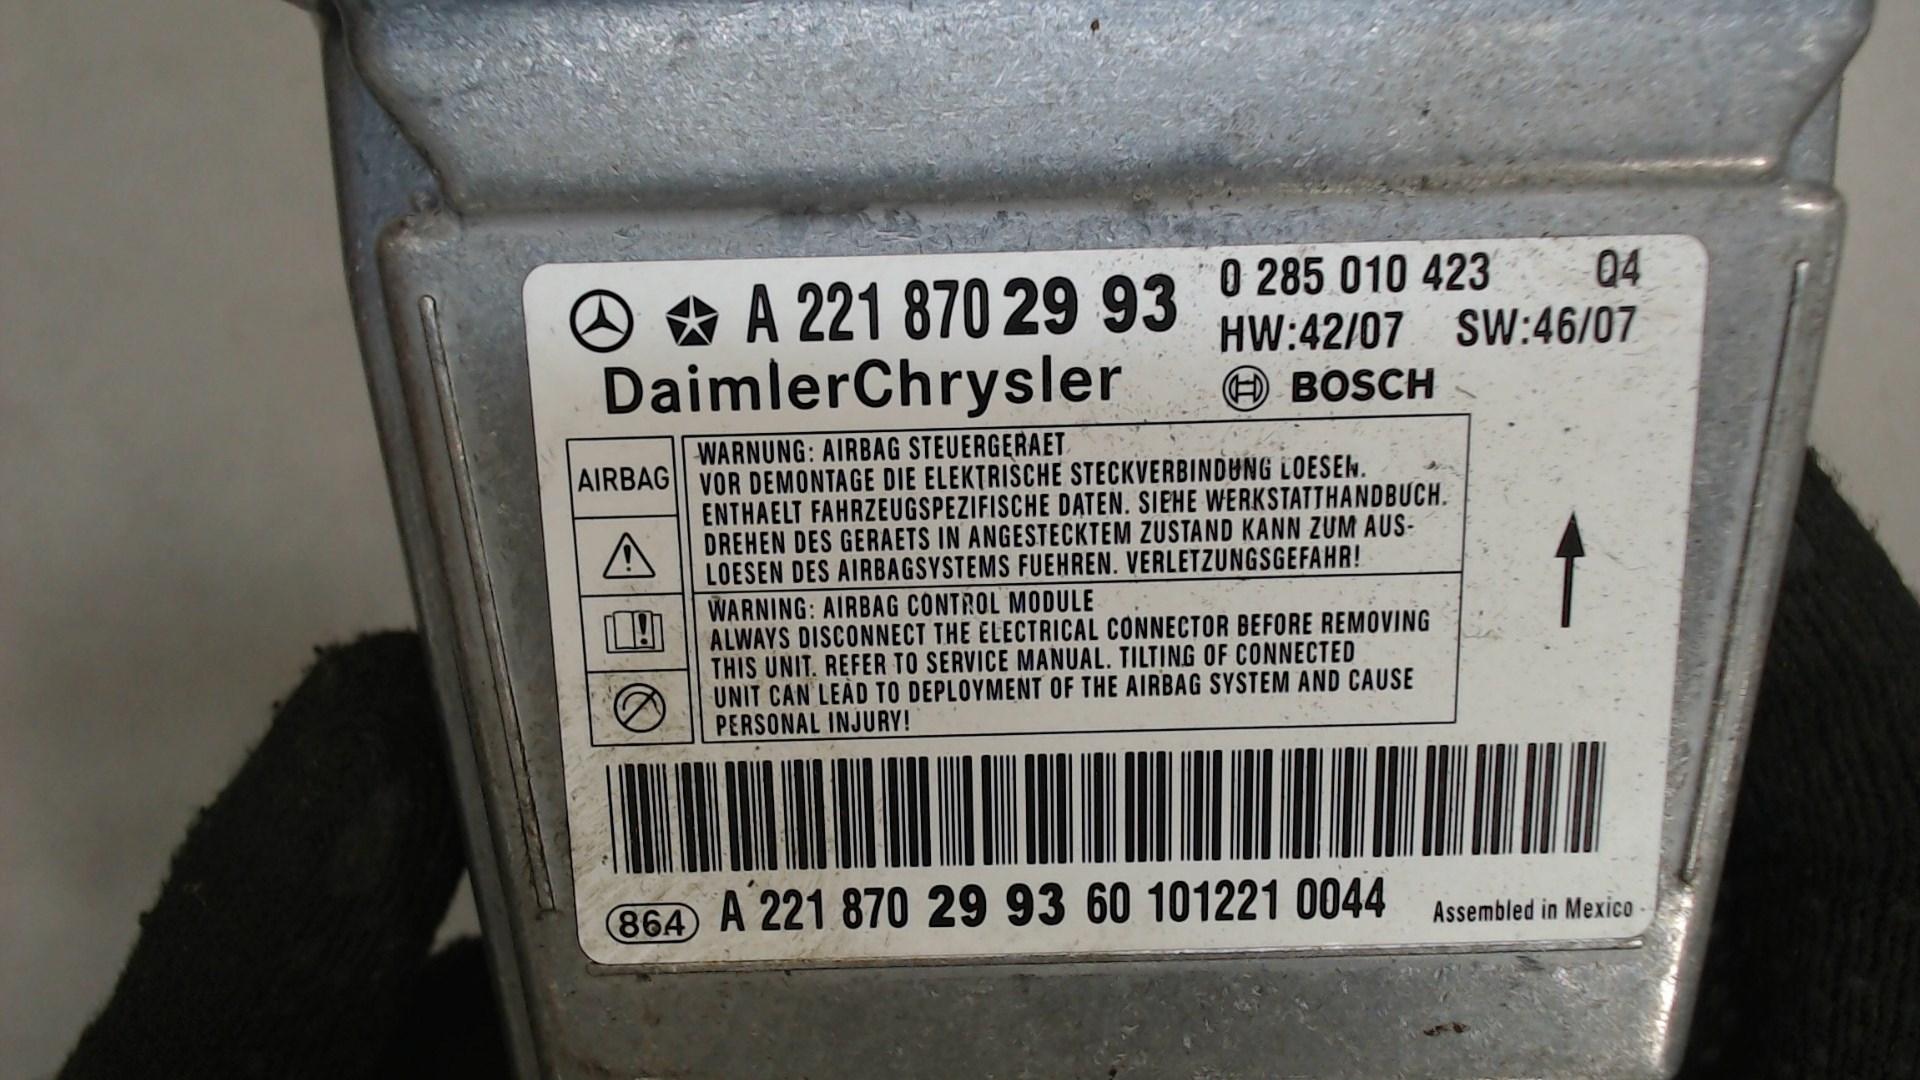 A 221 870 29 93 0 285 010 423 Q4
HW:42/07 SW:46/07
DaimlerChrysler BOSCH
AIRBAG
WARNUNG: AIRBAG STEUERGERAET
VOR DEMONTAGE DIE ELEKTRISCHE STECKVERBINDUNG LOESEN.
ENTHAELT FAHRZEUGSPEZIFISCHE DATEN. SIEHE WERKSTATTHANDBUCH.
DREHEN DES GERAETS IN ANGESTECKTEM ZUSTAND KANN ZUM AUS-
LOESEN DES AIRBAGSYSTEMS FUEHREN. VERLETZUNGSGEFAHR!
WARNING: AIRBAG CONTROL MODULE
ALWAYS DISCONNECT THE ELECTRICAL CONNECTOR BEFORE REMOVING
THIS UNIT. REFER TO SERVICE MANUAL. TILTING OF CONNECTED
UNIT CAN LEAD TO DEPLOYMENT OF THE AIRBAG SYSTEM AND CAUSE
PERSONAL INJURY!
864 A 221 870 29 93 60 101221 0044 Assembled in Mexico